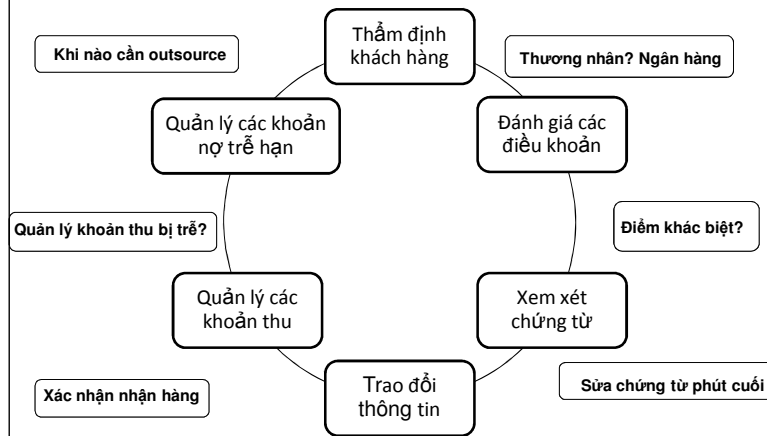 Thẩm định
khách hàng
Khi nào cần outsource
Thương nhân? Ngân hàng
Quản lý các khoản
nợ trễ hạn
Đánh giá các
điều khoản
Quản lý khoản thu bị trễ?
Điểm khác biệt?
Quản lý các
khoản thu
Xem xét
chứng từ
Trao đổi
thông tin
Xác nhận nhận hàng
Sửa chứng từ phút cuối